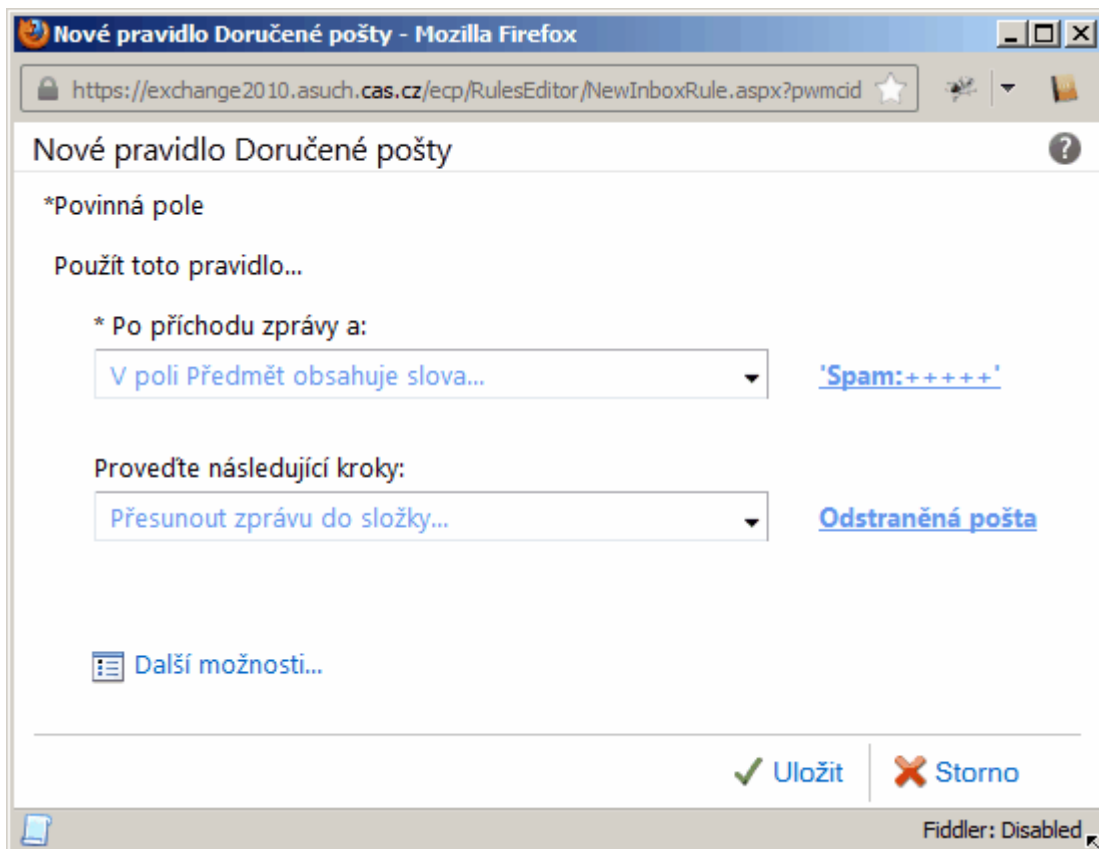 Nové pravidlo Doručené pošty - Mozilla Firefox
https://exchange2010.asuch.cas.cz/ecp/RulesEditor/NewInboxRule.aspx?pwmcid
Nové pravidlo Doručené pošty
*Povinná pole
Použít toto pravidlo...
* Po příchodu zprávy a:
V poli Předmět obsahuje slova... 'Spam:+++++'
Proveďte následující kroky:
Přesunout zprávu do složky... Odstraněná pošta
Další možnosti...
Uložit Storno
Fiddler: Disabled